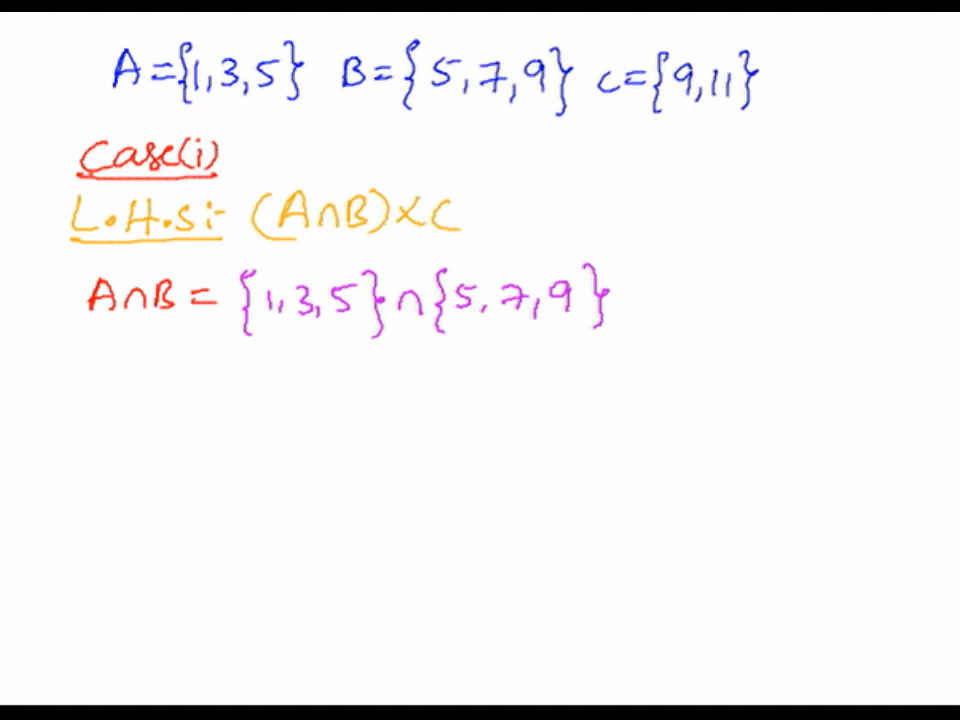 A={1,3,5} B={5,7,9} C={9,11}
Case(i)
L.H.S:- (A∩B)×C
A∩B = {1,3,5}∩{5,7,9}